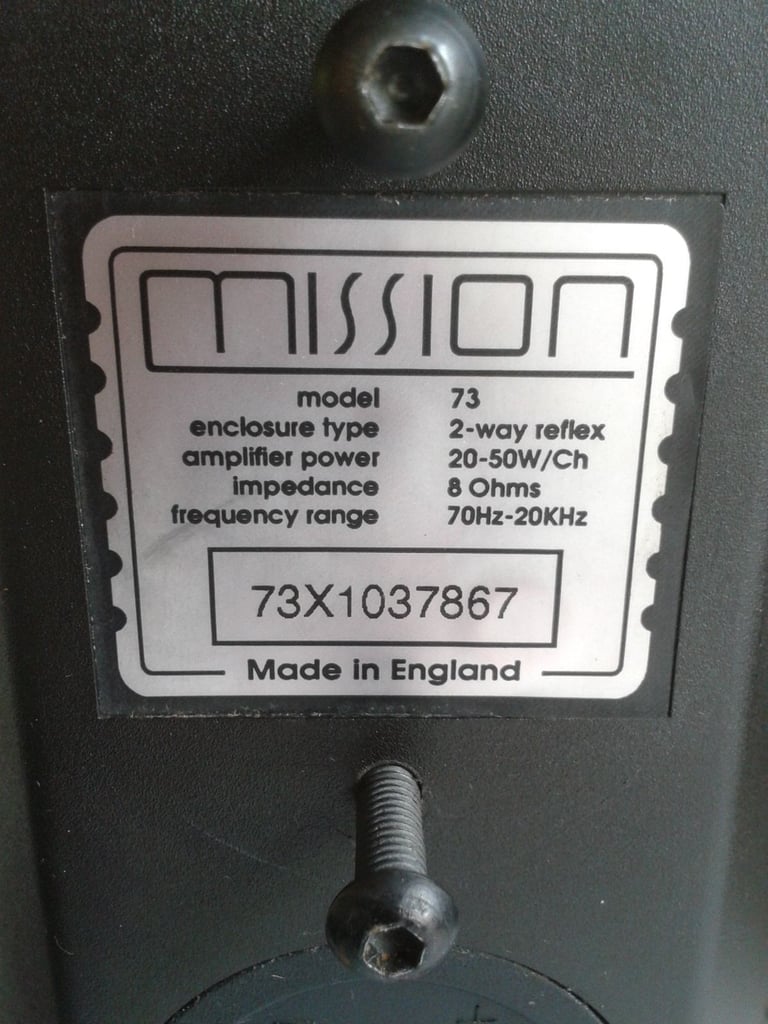 mission
model 73
enclosure type 2-way reflex
amplifier power 20-50W/Ch
impedance 8 Ohms
frequency range 70Hz-20KHz
73X1037867
Made in England